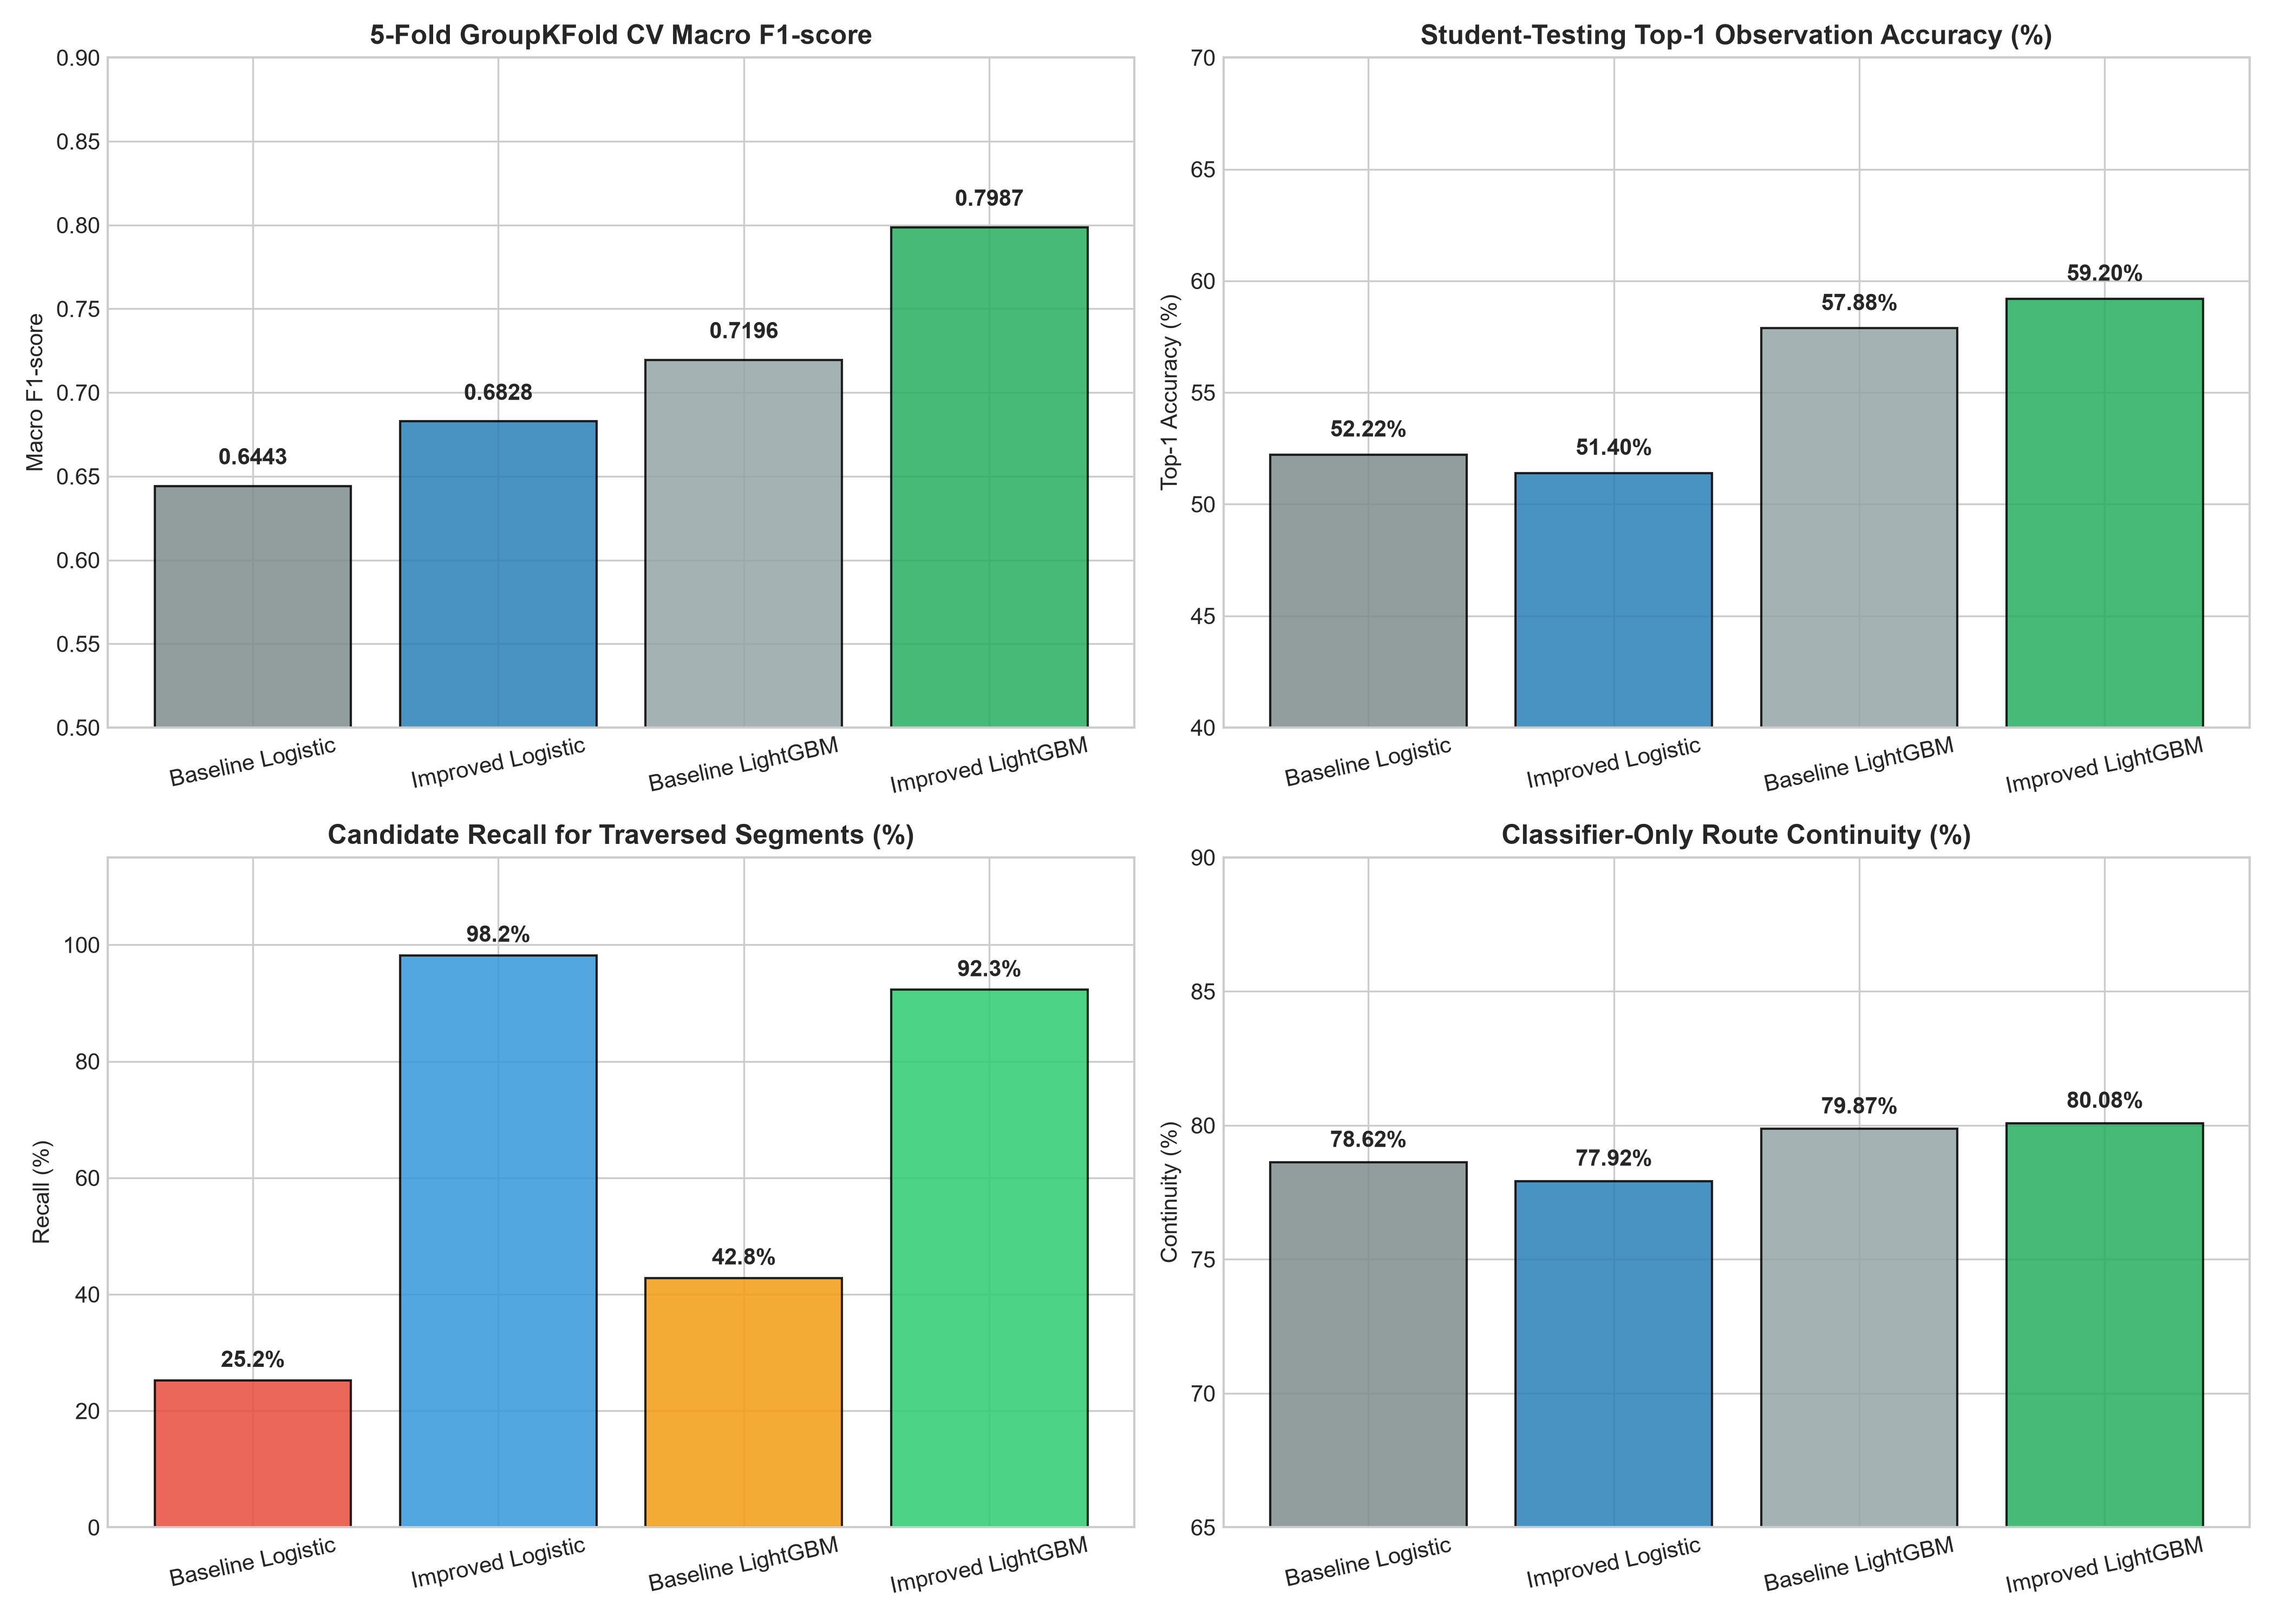 5-Fold GroupKFold CV Macro F1-score
Macro F1-score
0.90
0.85
0.80
0.75
0.70
0.65
0.60
0.55
0.50
0.6443
0.6828
0.7196
0.7987
Baseline Logistic
Improved Logistic
Baseline LightGBM
Improved LightGBM
Student-Testing Top-1 Observation Accuracy (%)
Top-1 Accuracy (%)
70
65
60
55
50
45
40
52.22%
51.40%
57.88%
59.20%
Baseline Logistic
Improved Logistic
Baseline LightGBM
Improved LightGBM
Candidate Recall for Traversed Segments (%)
Recall (%)
100
80
60
40
20
0
25.2%
98.2%
42.8%
92.3%
Baseline Logistic
Improved Logistic
Baseline LightGBM
Improved LightGBM
Classifier-Only Route Continuity (%)
Continuity (%)
90
85
80
75
70
65
78.62%
77.92%
79.87%
80.08%
Baseline Logistic
Improved Logistic
Baseline LightGBM
Improved LightGBM